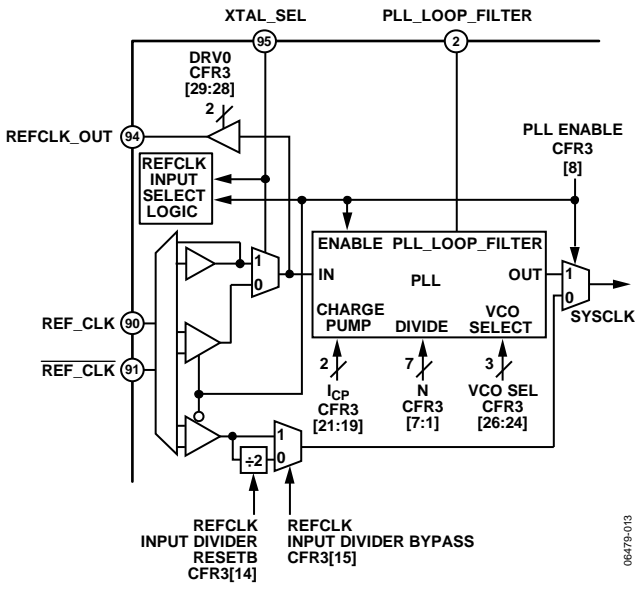 XTAL_SEL
PLL_LOOP_FILTER
95
2
DRV0
CFR3
[29:28]
2
REFCLK_OUT
94
PLL ENABLE
CFR3
[8]
REFCLK
INPUT
SELECT
LOGIC
ENABLE
PLL_LOOP_FILTER
1
0
IN
PLL
OUT
1
0
SYSCLK
CHARGE
PUMP
DIVIDE
VCO
SELECT
REF_CLK
90
REF_CLK
91
2
7
3
ICP
CFR3
[21:19]
N
CFR3
[7:1]
VCO SEL
CFR3
[26:24]
1
0
÷2
REFCLK
INPUT DIVIDER
RESETB
CFR3[14]
REFCLK
INPUT DIVIDER BYPASS
CFR3[15]
06479-013